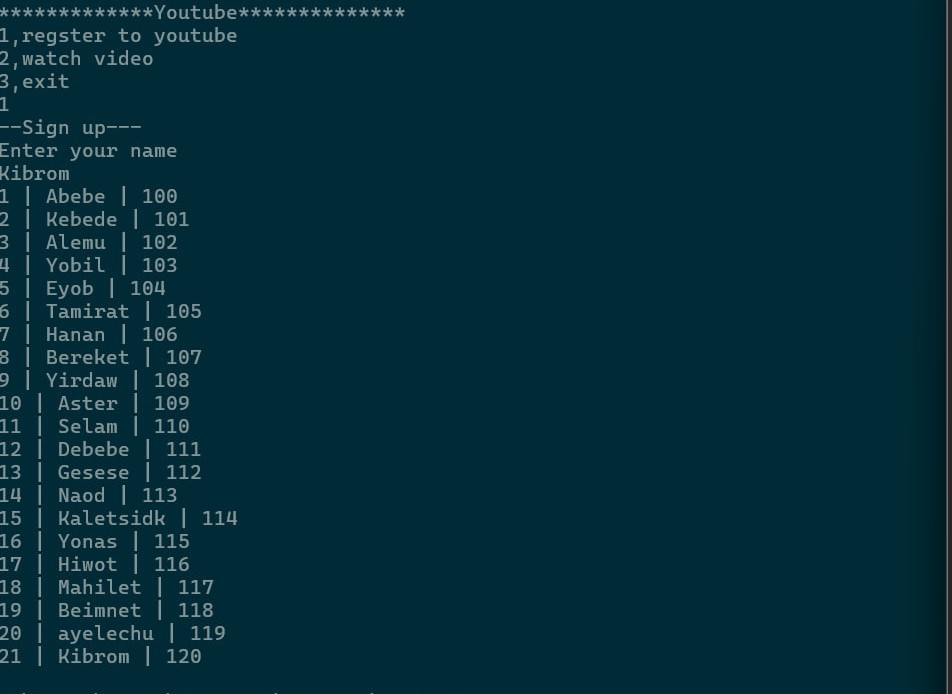 *************Youtube**************
1,regster to youtube
2,watch video
3,exit
1
--Sign up---
Enter your name
Kibrom
1 | Abebe | 100
2 | Kebede | 101
3 | Alemu | 102
4 | Yobil | 103
5 | Eyob | 104
6 | Tamirat | 105
7 | Hanan | 106
8 | Bereket | 107
9 | Yirdaw | 108
10 | Aster | 109
11 | Selam | 110
12 | Debebe | 111
13 | Gesese | 112
14 | Naod | 113
15 | Kaletsidk | 114
16 | Yonas | 115
17 | Hiwot | 116
18 | Mahilet | 117
19 | Beimnet | 118
20 | ayelechu | 119
21 | Kibrom | 120